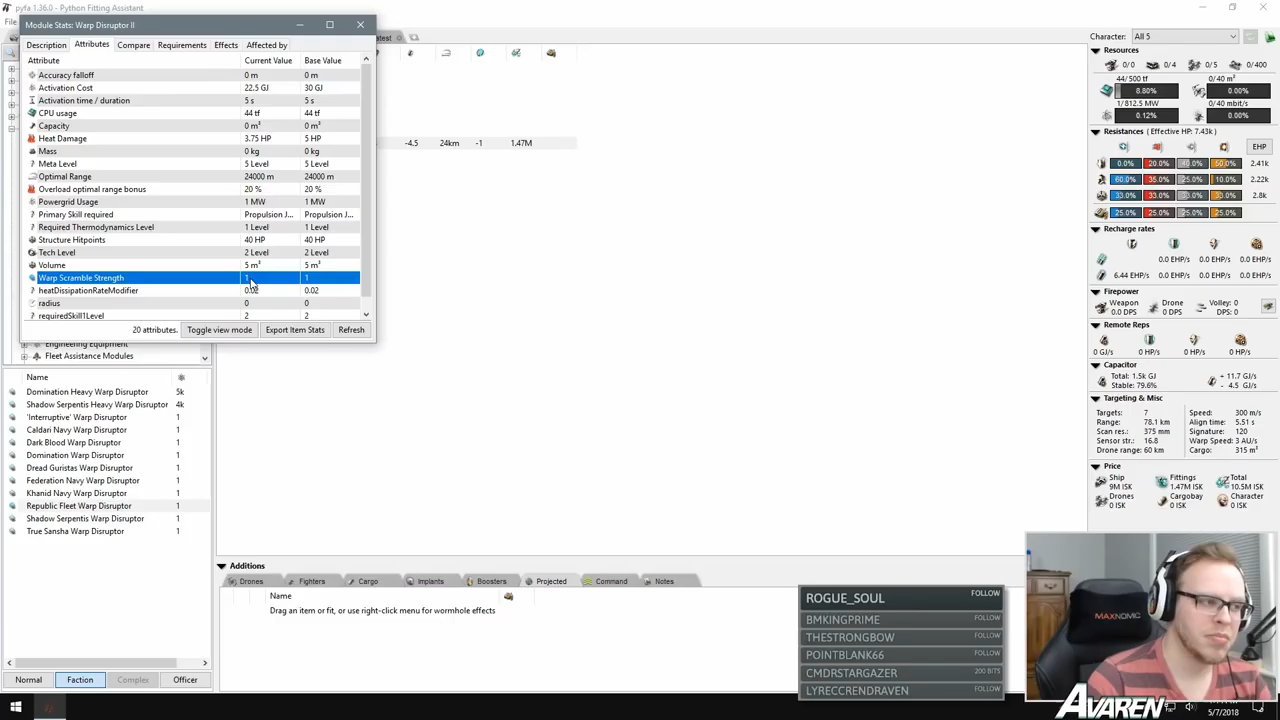 pyfa 1.36.0 - Python Fitting Assistant
Module Stats: Warp Disruptor II
Description Attributes Compare Requirements Effects Affected by
Attribute Current Value Base Value
Accuracy falloff 0 m 0 m
Activation Cost 22.5 GJ 30 GJ
Activation time / duration 5 s 5 s
CPU usage 44 tf 44 tf
Capacity 0 m³ 0 m³
Heat Damage 3.75 HP 5 HP
Mass 0 kg 0 kg
Meta Level 5 Level 5 Level
Optimal Range 24000 m 24000 m
Overload optimal range bonus 20 % 20 %
Powergrid Usage 1 MW 1 MW
Primary Skill required Propulsion J... Propulsion J...
Required Thermodynamics Level 1 Level 1 Level
Structure Hitpoints 40 HP 40 HP
Tech Level 2 Level 2 Level
Volume 5 m³ 5 m³
Warp Scramble Strength 1 1
heatDissipationRateModifier 0.02 0.02
radius 0 0
requiredSkill1Level 2 2
20 attributes. Toggle view mode Export Item Stats Refresh
-4.5 24km -1 1.47M
Engineering Equipment
Fleet Assistance Modules
Name
Domination Heavy Warp Disruptor 5k
Shadow Serpentis Heavy Warp Disruptor 4k
'Interruptive' Warp Disruptor 1
Caldari Navy Warp Disruptor 1
Dark Blood Warp Disruptor 1
Domination Warp Disruptor 1
Dread Guristas Warp Disruptor 1
Federation Navy Warp Disruptor 1
Khanid Navy Warp Disruptor 1
Republic Fleet Warp Disruptor 1
Shadow Serpentis Warp Disruptor 1
True Sansha Warp Disruptor 1
Normal Faction Complex Officer
Additions
Drones Fighters Cargo Implants Boosters Projected Command Notes
Name
Drag an item or fit, or use right-click menu for wormhole effects
Character: All 5
Resources
0/0 0/4 0/5 0/400
44/500 tf 0/40 m³
8.80% 0.00%
1/812.5 MW 0/40 mbit/s
0.12% 0.00%
Resistances ( Effective HP: 7.43k)
EHP
0.0% 20.0% 40.0% 50.0% 2.41k
60.0% 35.0% 25.0% 10.0% 2.22k
33.0% 33.0% 33.0% 33.0% 2.8k
25.0% 25.0% 25.0% 25.0%
Recharge rates
0.0 EHP/s 0.0 EHP/s 0.0 EHP/s
6.44 EHP/s 0.0 EHP/s 0.0 EHP/s 0.0 EHP/s
Firepower
Weapon 0.0 DPS Drone 0.0 DPS Volley: 0 DPS: 0
Remote Reps
0 GJ/s 0 HP/s 0 HP/s 0 HP/s
Capacitor
Total: 1.5k GJ + 11.7 GJ/s
Stable: 79.6% - 4.5 GJ/s
Targeting & Misc
Targets: 7 Speed: 300 m/s
Range: 78.1 km Align time: 5.51 s
Scan res.: 375 mm Signature: 120
Sensor str.: 16.8 Warp Speed: 3 AU/s
Drone range: 60 km Cargo: 315 m³
Price
Ship 9M ISK Fittings 1.47M ISK Total 10.5M ISK
Drones 0 ISK Cargobay 0 ISK Character 0 ISK
ROGUE_SOUL FOLLOW
BMKINGPRIME FOLLOW
THESTRONGBOW FOLLOW
POINTBLANK66 FOLLOW
CMDRSTARGAZER 200 BITS
LYRECCRENDRAVEN FOLLOW
MAXNOMIC
AVAREN
5/7/2018